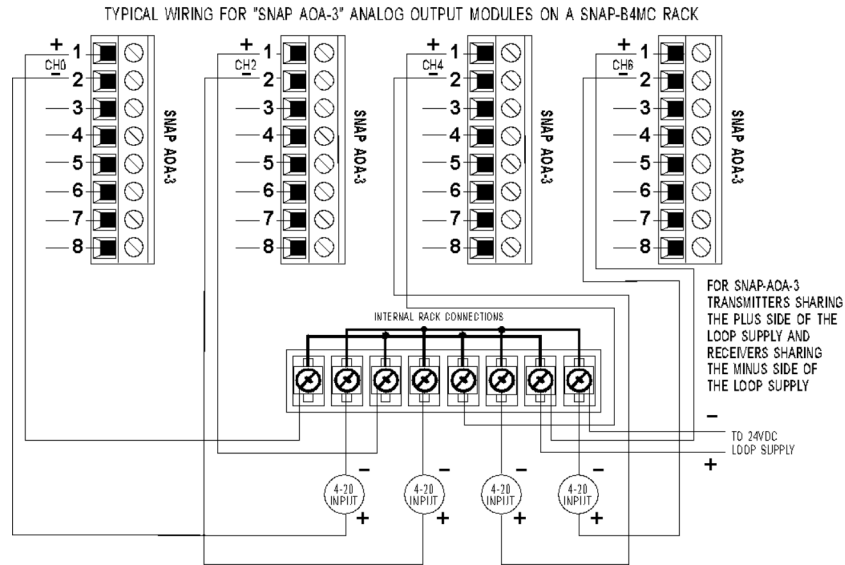 TYPICAL WIRING FOR "SNAP AOA-3" ANALOG OUTPUT MODULES ON A SNAP-B4MC RACK
+ 1
CH0
- 2
3
4
5
6
7
8
SNAP AOA-3
+ 1
CH2
- 2
3
4
5
6
7
8
SNAP AOA-3
+ 1
CH4
- 2
3
4
5
6
7
8
SNAP AOA-3
+ 1
CH6
- 2
3
4
5
6
7
8
SNAP AOA-3
FOR SNAP-AOA-3
TRANSMITTERS SHARING
THE PLUS SIDE OF THE
LOOP SUPPLY AND
RECEIVERS SHARING
THE MINUS SIDE OF
THE LOOP SUPPLY
INTERNAL RACK CONNECTIONS
-
TO 24VDC
LOOP SUPPLY
+
-
4-20
INPUT
+
-
4-20
INPUT
+
-
4-20
INPUT
+
-
4-20
INPUT
+